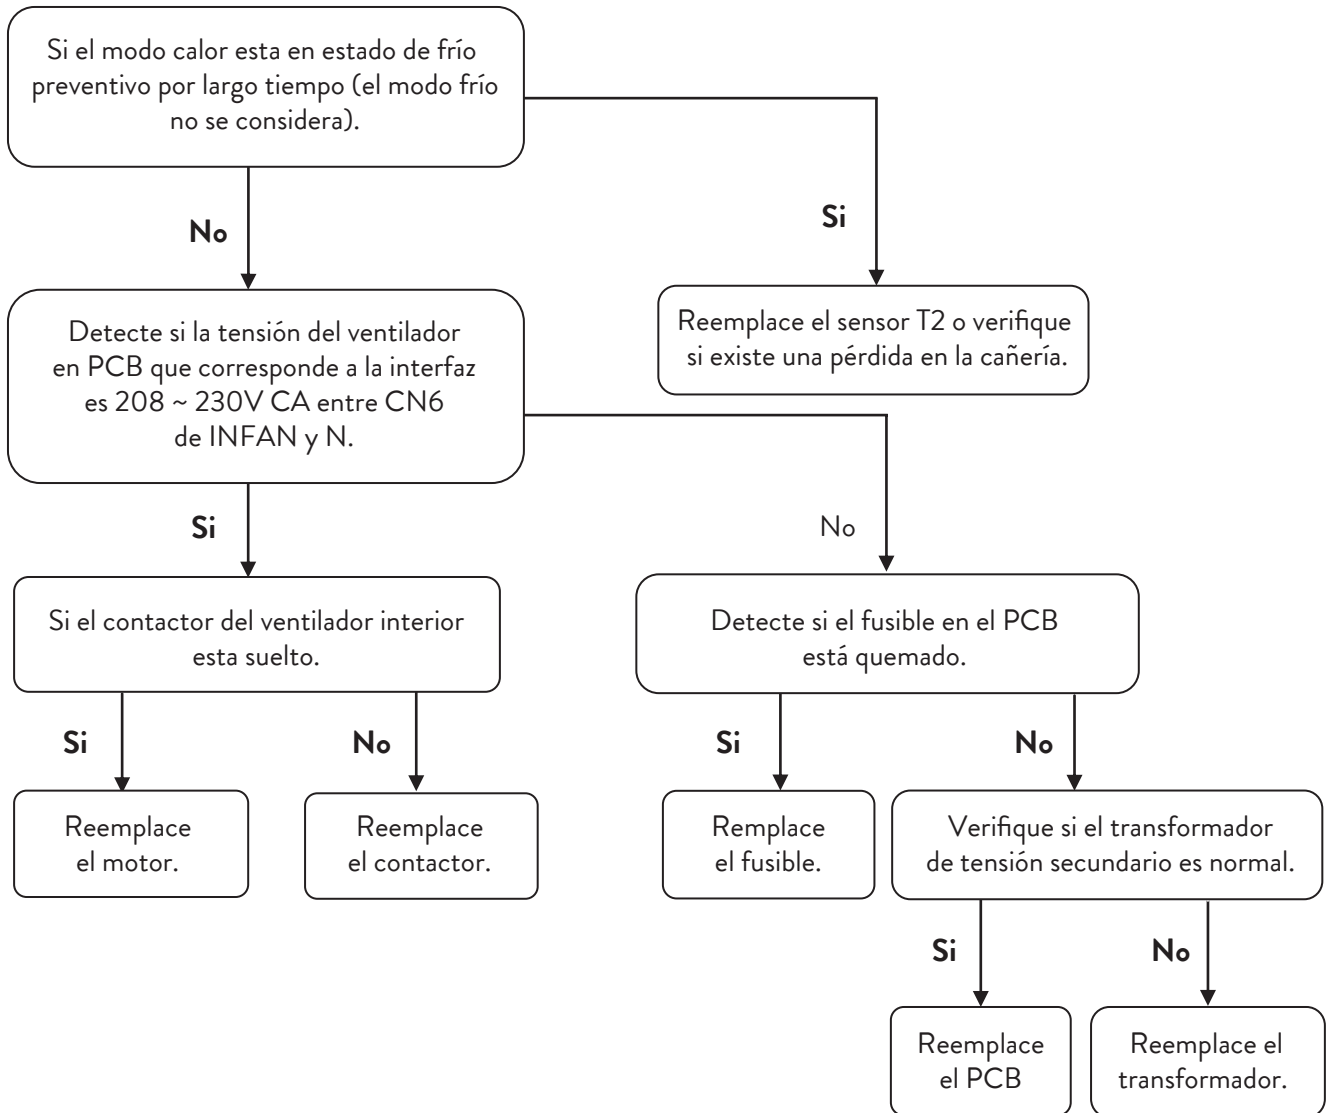 Si el modo calor esta en estado de frío
preventivo por largo tiempo (el modo frío
no se considera).
No
Si
Detecte si la tensión del ventilador
en PCB que corresponde a la interfaz
es 208 ~ 230V CA entre CN6
de INFAN y N.
Reemplace el sensor T2 o verifique
si existe una pérdida en la cañería.
Si
No
Si el contactor del ventilador interior
esta suelto.
Detecte si el fusible en el PCB
está quemado.
Si
No
Si
No
Reemplace
el motor.
Reemplace
el contactor.
Remplace
el fusible.
Verifique si el transformador
de tensión secundario es normal.
Si
No
Reemplace
el PCB
Reemplace el
transformador.